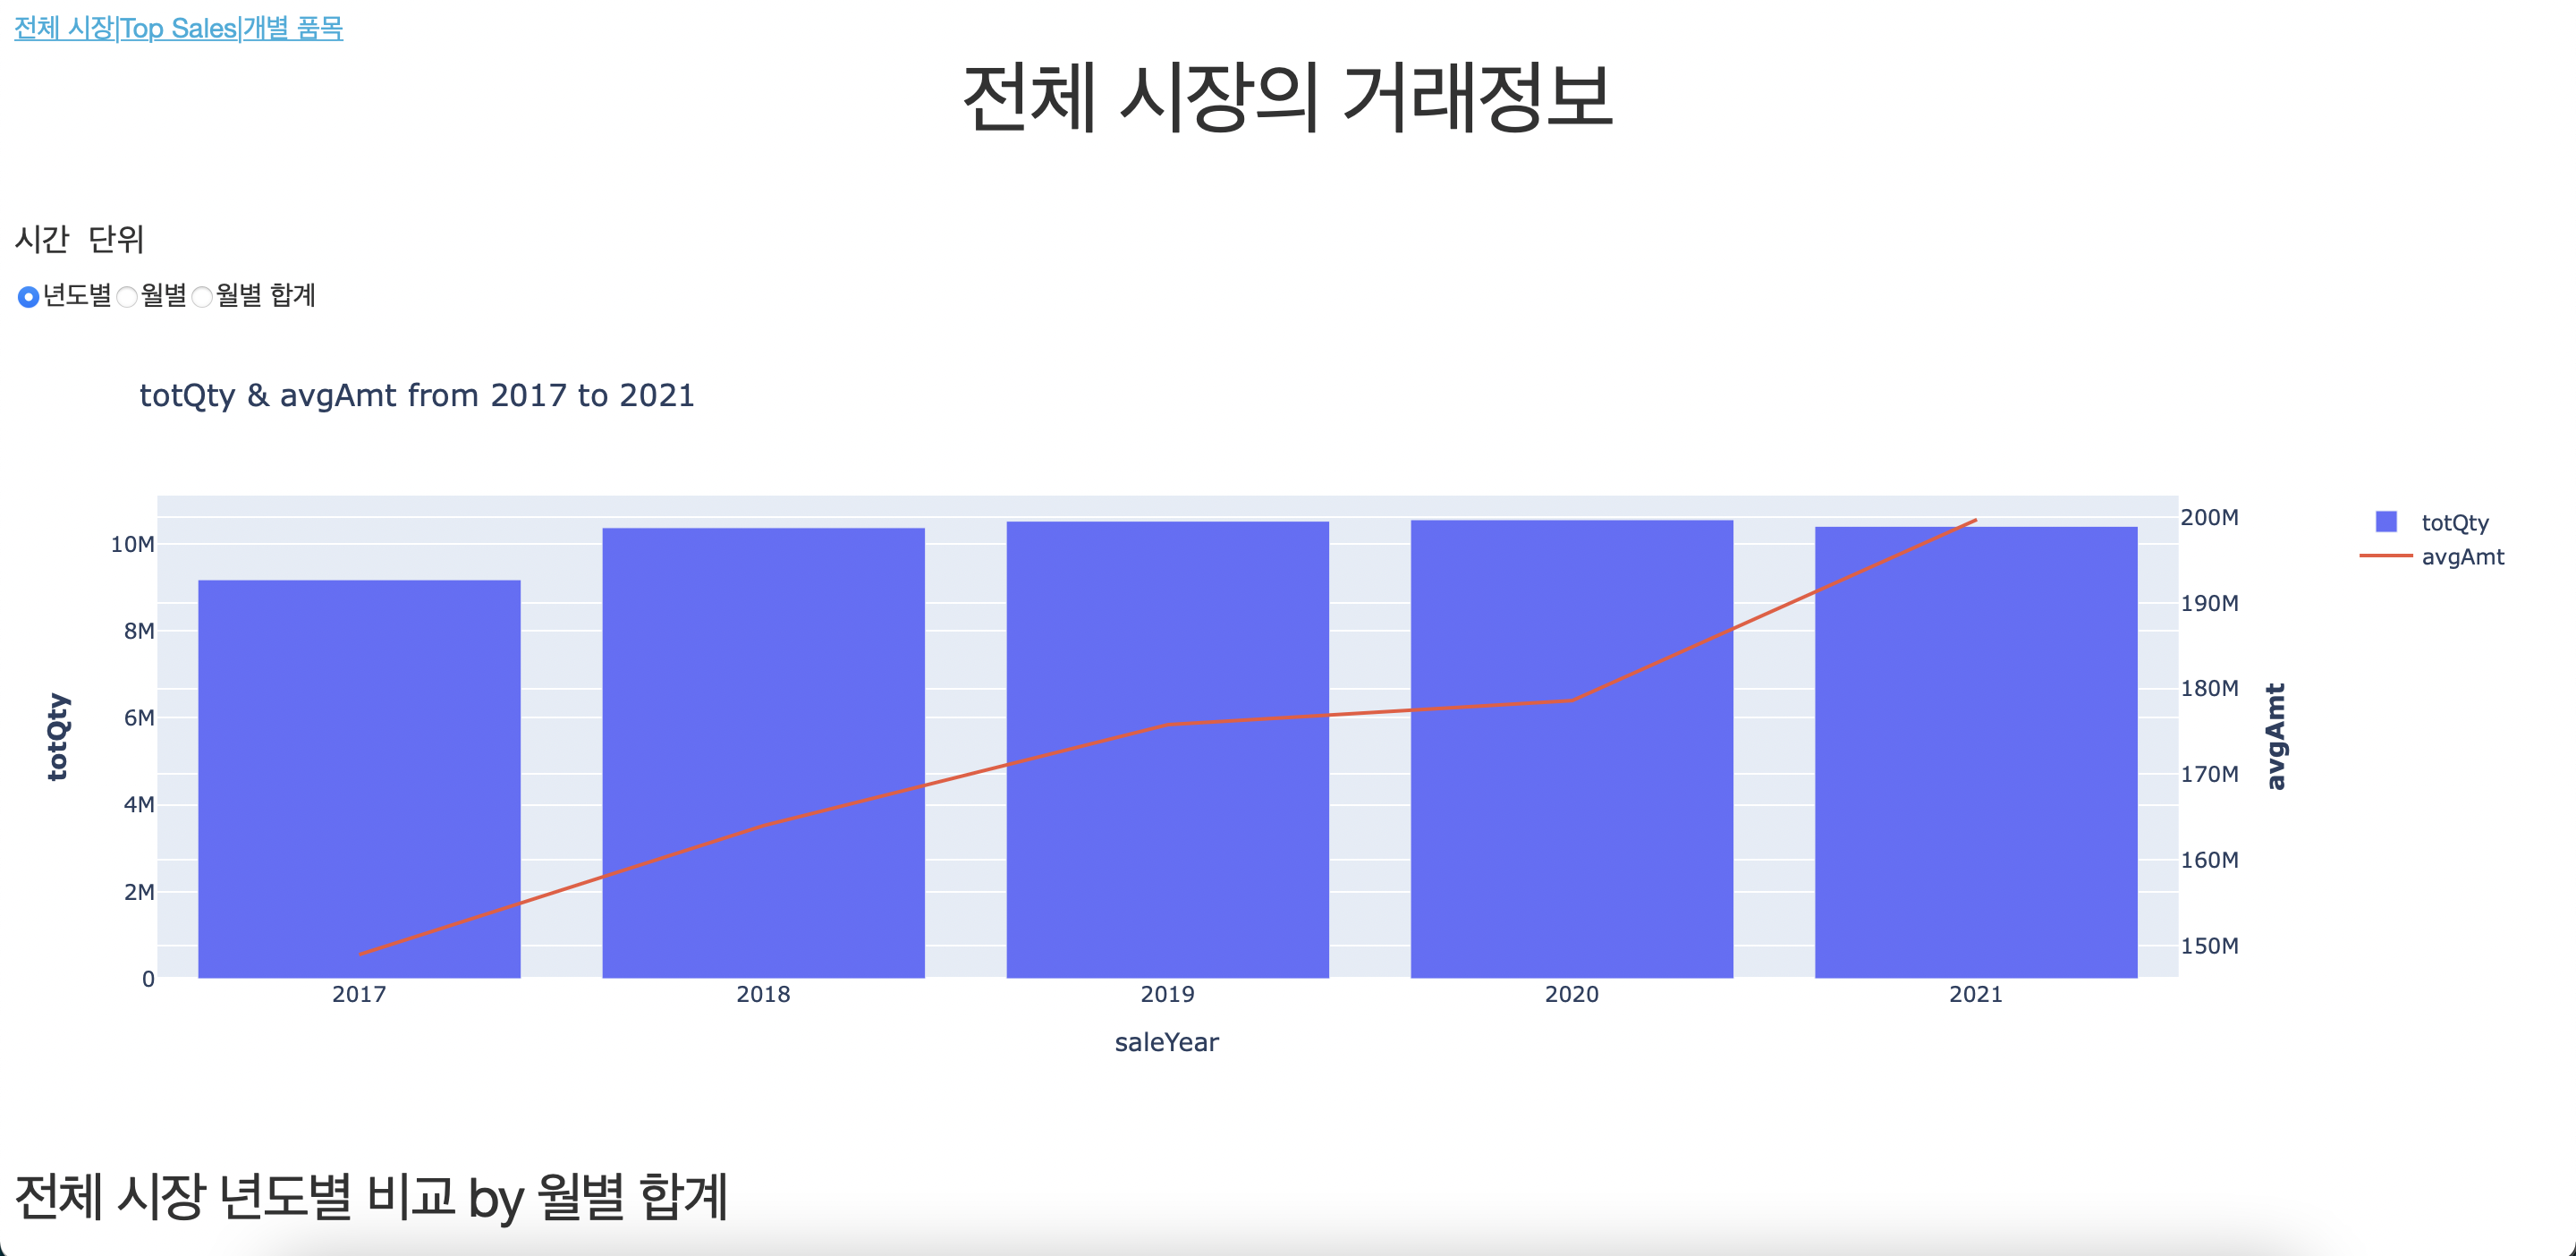 전체 시장|Top Sales|개별 품목
전체 시장의 거래정보
시간 단위
년도별 월별 월별 합계
totQty & avgAmt from 2017 to 2021
totQty
10M
8M
6M
4M
2M
0
2017 2018 2019 2020 2021
saleYear
200M
190M
180M
170M
160M
150M
avgAmt
totQty
avgAmt
전체 시장 년도별 비교 by 월별 합계